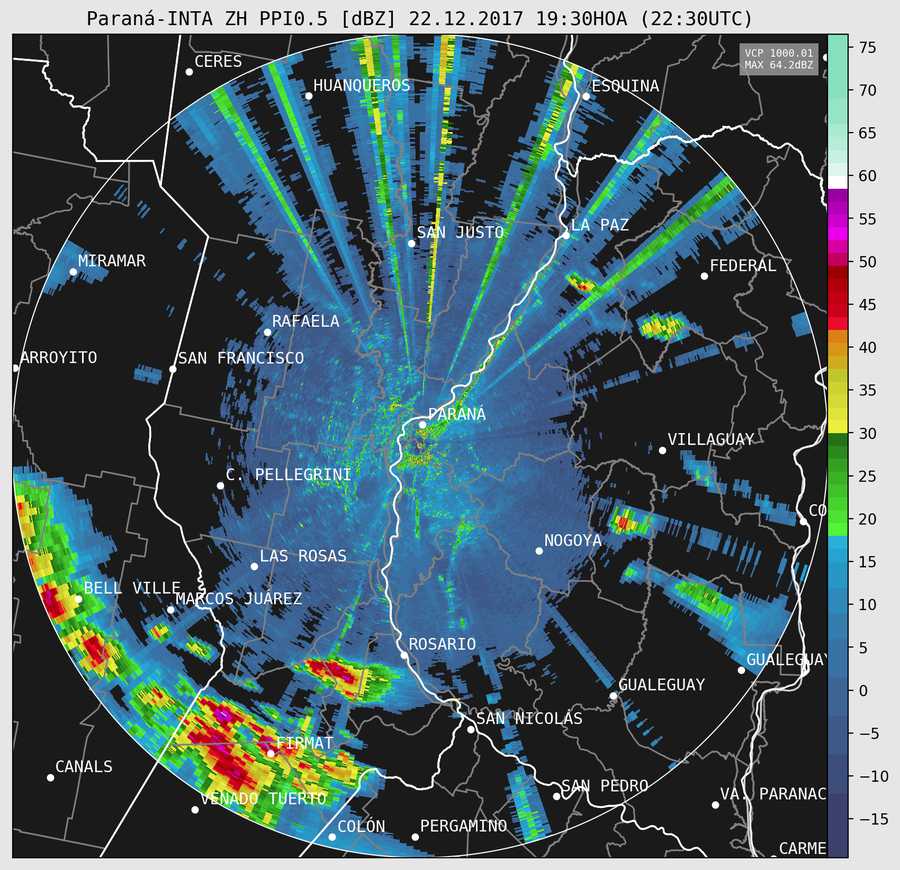 Paraná-INTA ZH PPI0.5 [dBZ] 22.12.2017 19:30HOA (22:30UTC)
VCP 1000.01
MAX 64.2dBZ
CERES
HUANQUEROS
ESQUINA
SAN JUSTO
LA PAZ
MIRAMAR
FEDERAL
RAFAELA
ARROYITO
SAN FRANCISCO
PARANÁ
VILLAGUAY
C. PELLEGRINI
CO
NOGOYA
LAS ROSAS
BELL VILLE
MARCOS JUÁREZ
ROSARIO
GUALEGUAY
GUALEGUAY
SAN NICOLÁS
FIRMAT
CANALS
SAN PEDRO
VENADO TUERTO
VA. PARANAC
COLÓN
PERGAMINO
CARME
75
70
65
60
55
50
45
40
35
30
25
20
15
10
5
0
−5
−10
−15